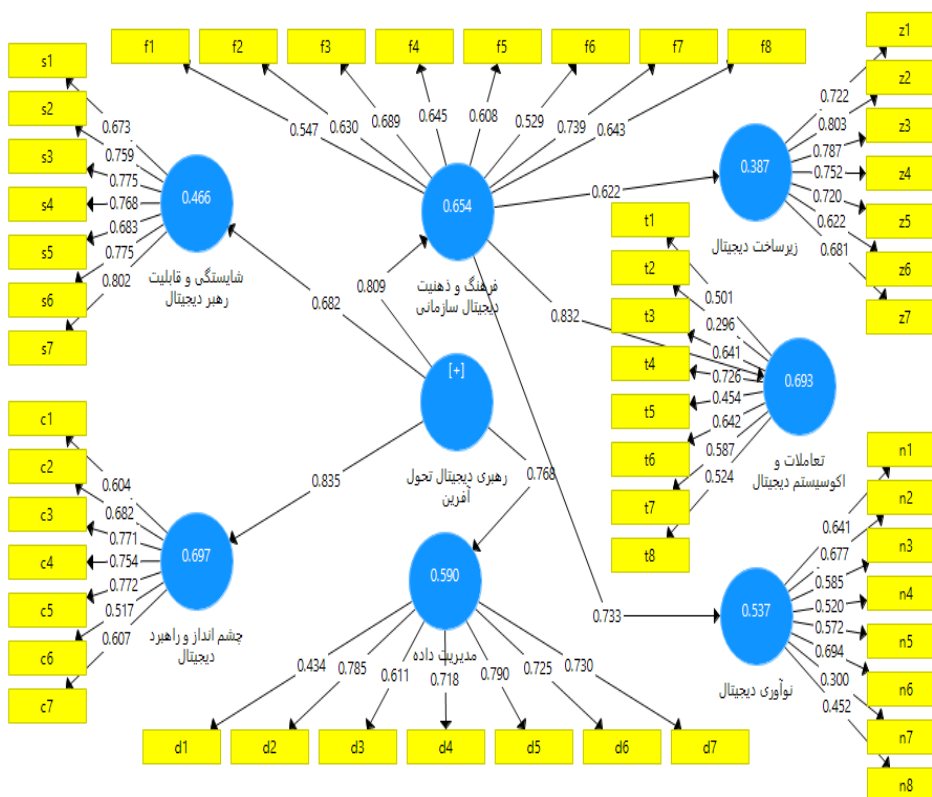 f1 f2 f3 f4 f5 f6 f7 f8
0.547 0.630 0.689 0.645 0.608 0.529 0.739 0.643
s1
s2
s3
s4
s5
s6
s7
0.673
0.759
0.775
0.768
0.683
0.775
0.802
0.466
شایستگی و قابلیت
رهبر دیجیتال
0.654
فرهنگ و ذهنیت
دیجیتال سازمانی
0.622
0.809
0.682
0.832
z1
z2
z3
z4
z5
z6
z7
0.722
0.803
0.787
0.752
0.720
0.622
0.681
0.387
زیرساخت دیجیتال
t1
t2
t3
t4
t5
t6
t7
t8
0.501
0.296
0.641
0.726
0.454
0.642
0.587
0.524
0.693
تعاملات و
اکوسیستم دیجیتال
[+]
رهبری دیجیتال تحول
آفرین
0.835
0.768
0.733
c1
c2
c3
c4
c5
c6
c7
0.604
0.682
0.771
0.754
0.772
0.517
0.607
0.697
چشم انداز و راهبرد
دیجیتال
0.590
مدیریت داده
0.434 0.785 0.611 0.718 0.790 0.725 0.730
d1 d2 d3 d4 d5 d6 d7
n1
n2
n3
n4
n5
n6
n7
n8
0.641
0.677
0.585
0.520
0.572
0.694
0.300
0.452
0.537
نوآوری دیجیتال